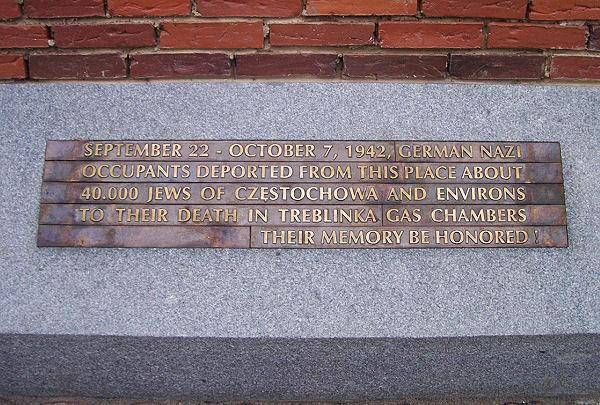 SEPTEMBER 22 - OCTOBER 7, 1942, GERMAN NAZI
OCCUPANTS DEPORTED FROM THIS PLACE ABOUT
40.000 JEWS OF CZĘSTOCHOWA AND ENVIRONS
TO THEIR DEATH IN TREBLINKA GAS CHAMBERS
THEIR MEMORY BE HONORED !